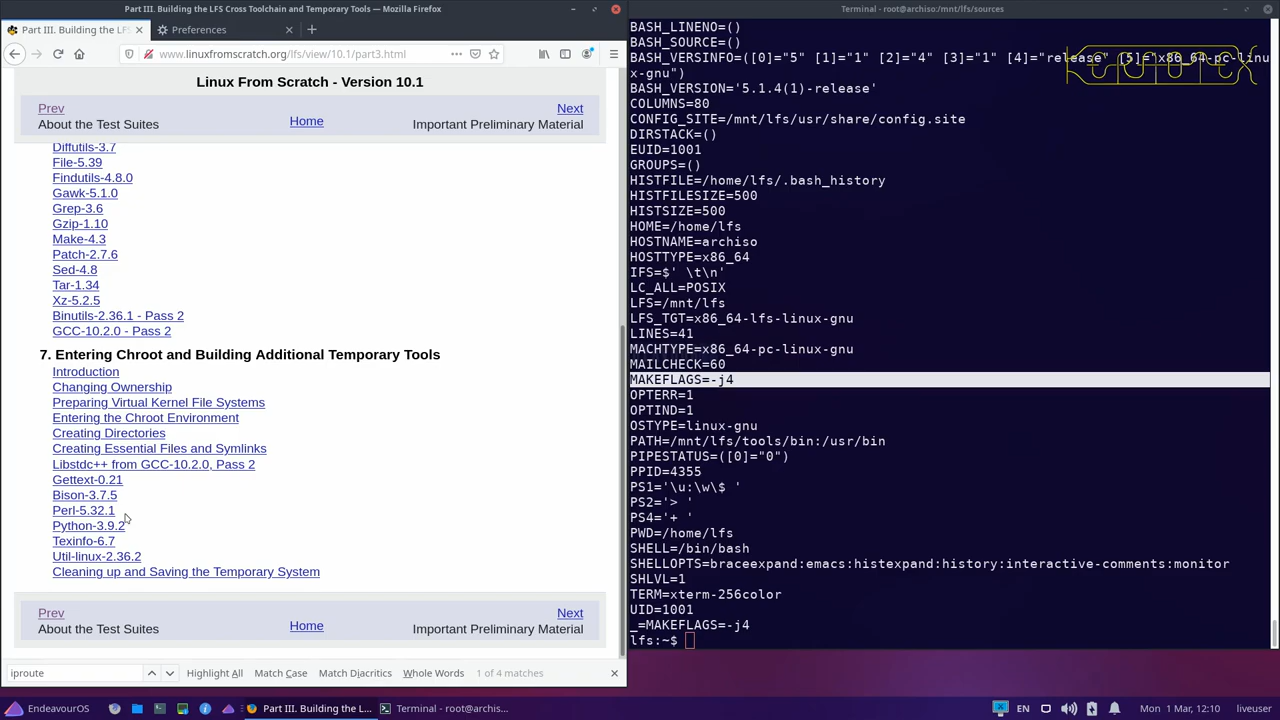 Part III. Building the LFS Cross Toolchain and Temporary Tools — Mozilla Firefox
Part III. Building the LFS
Preferences
www.linuxfromscratch.org/lfs/view/10.1/part3.html
Linux From Scratch - Version 10.1
Prev
Next
About the Test Suites
Home
Important Preliminary Material
Diffutils-3.7
File-5.39
Findutils-4.8.0
Gawk-5.1.0
Grep-3.6
Gzip-1.10
Make-4.3
Patch-2.7.6
Sed-4.8
Tar-1.34
Xz-5.2.5
Binutils-2.36.1 - Pass 2
GCC-10.2.0 - Pass 2
7. Entering Chroot and Building Additional Temporary Tools
Introduction
Changing Ownership
Preparing Virtual Kernel File Systems
Entering the Chroot Environment
Creating Directories
Creating Essential Files and Symlinks
Libstdc++ from GCC-10.2.0, Pass 2
Gettext-0.21
Bison-3.7.5
Perl-5.32.1
Python-3.9.2
Texinfo-6.7
Util-linux-2.36.2
Cleaning up and Saving the Temporary System
Prev
Next
About the Test Suites
Home
Important Preliminary Material
iproute
Highlight All
Match Case
Match Diacritics
Whole Words
1 of 4 matches
Terminal - root@archiso:/mnt/lfs/sources
BASH_LINENO=()
BASH_SOURCE=()
BASH_VERSINFO=([0]="5" [1]="1" [2]="4" [3]="1" [4]="release" [5]="x86_64-pc-linu
x-gnu")
BASH_VERSION='5.1.4(1)-release'
COLUMNS=80
CONFIG_SITE=/mnt/lfs/usr/share/config.site
DIRSTACK=()
EUID=1001
GROUPS=()
HISTFILE=/home/lfs/.bash_history
HISTFILESIZE=500
HISTSIZE=500
HOME=/home/lfs
HOSTNAME=archiso
HOSTTYPE=x86_64
IFS=$' \t\n'
LC_ALL=POSIX
LFS=/mnt/lfs
LFS_TGT=x86_64-lfs-linux-gnu
LINES=41
MACHTYPE=x86_64-pc-linux-gnu
MAILCHECK=60
MAKEFLAGS=-j4
OPTERR=1
OPTIND=1
OSTYPE=linux-gnu
PATH=/mnt/lfs/tools/bin:/usr/bin
PIPESTATUS=([0]="0")
PPID=4355
PS1='\u:\w\$ '
PS2='> '
PS4='+ '
PWD=/home/lfs
SHELL=/bin/bash
SHELLOPTS=braceexpand:emacs:histexpand:history:interactive-comments:monitor
SHLVL=1
TERM=xterm-256color
UID=1001
_=MAKEFLAGS=-j4
lfs:~$
EndeavourOS
Part III. Building the L...
Terminal - root@archis...
EN
Mon 1 Mar, 12:10
liveuser